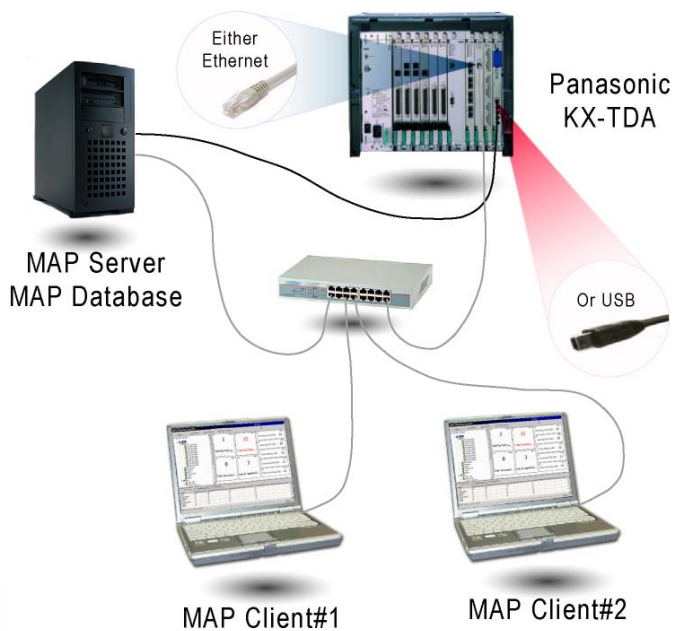 Either
Ethernet
Panasonic
KX-TDA
MAP Server
MAP Database
Or USB
MAP Client#1
MAP Client#2